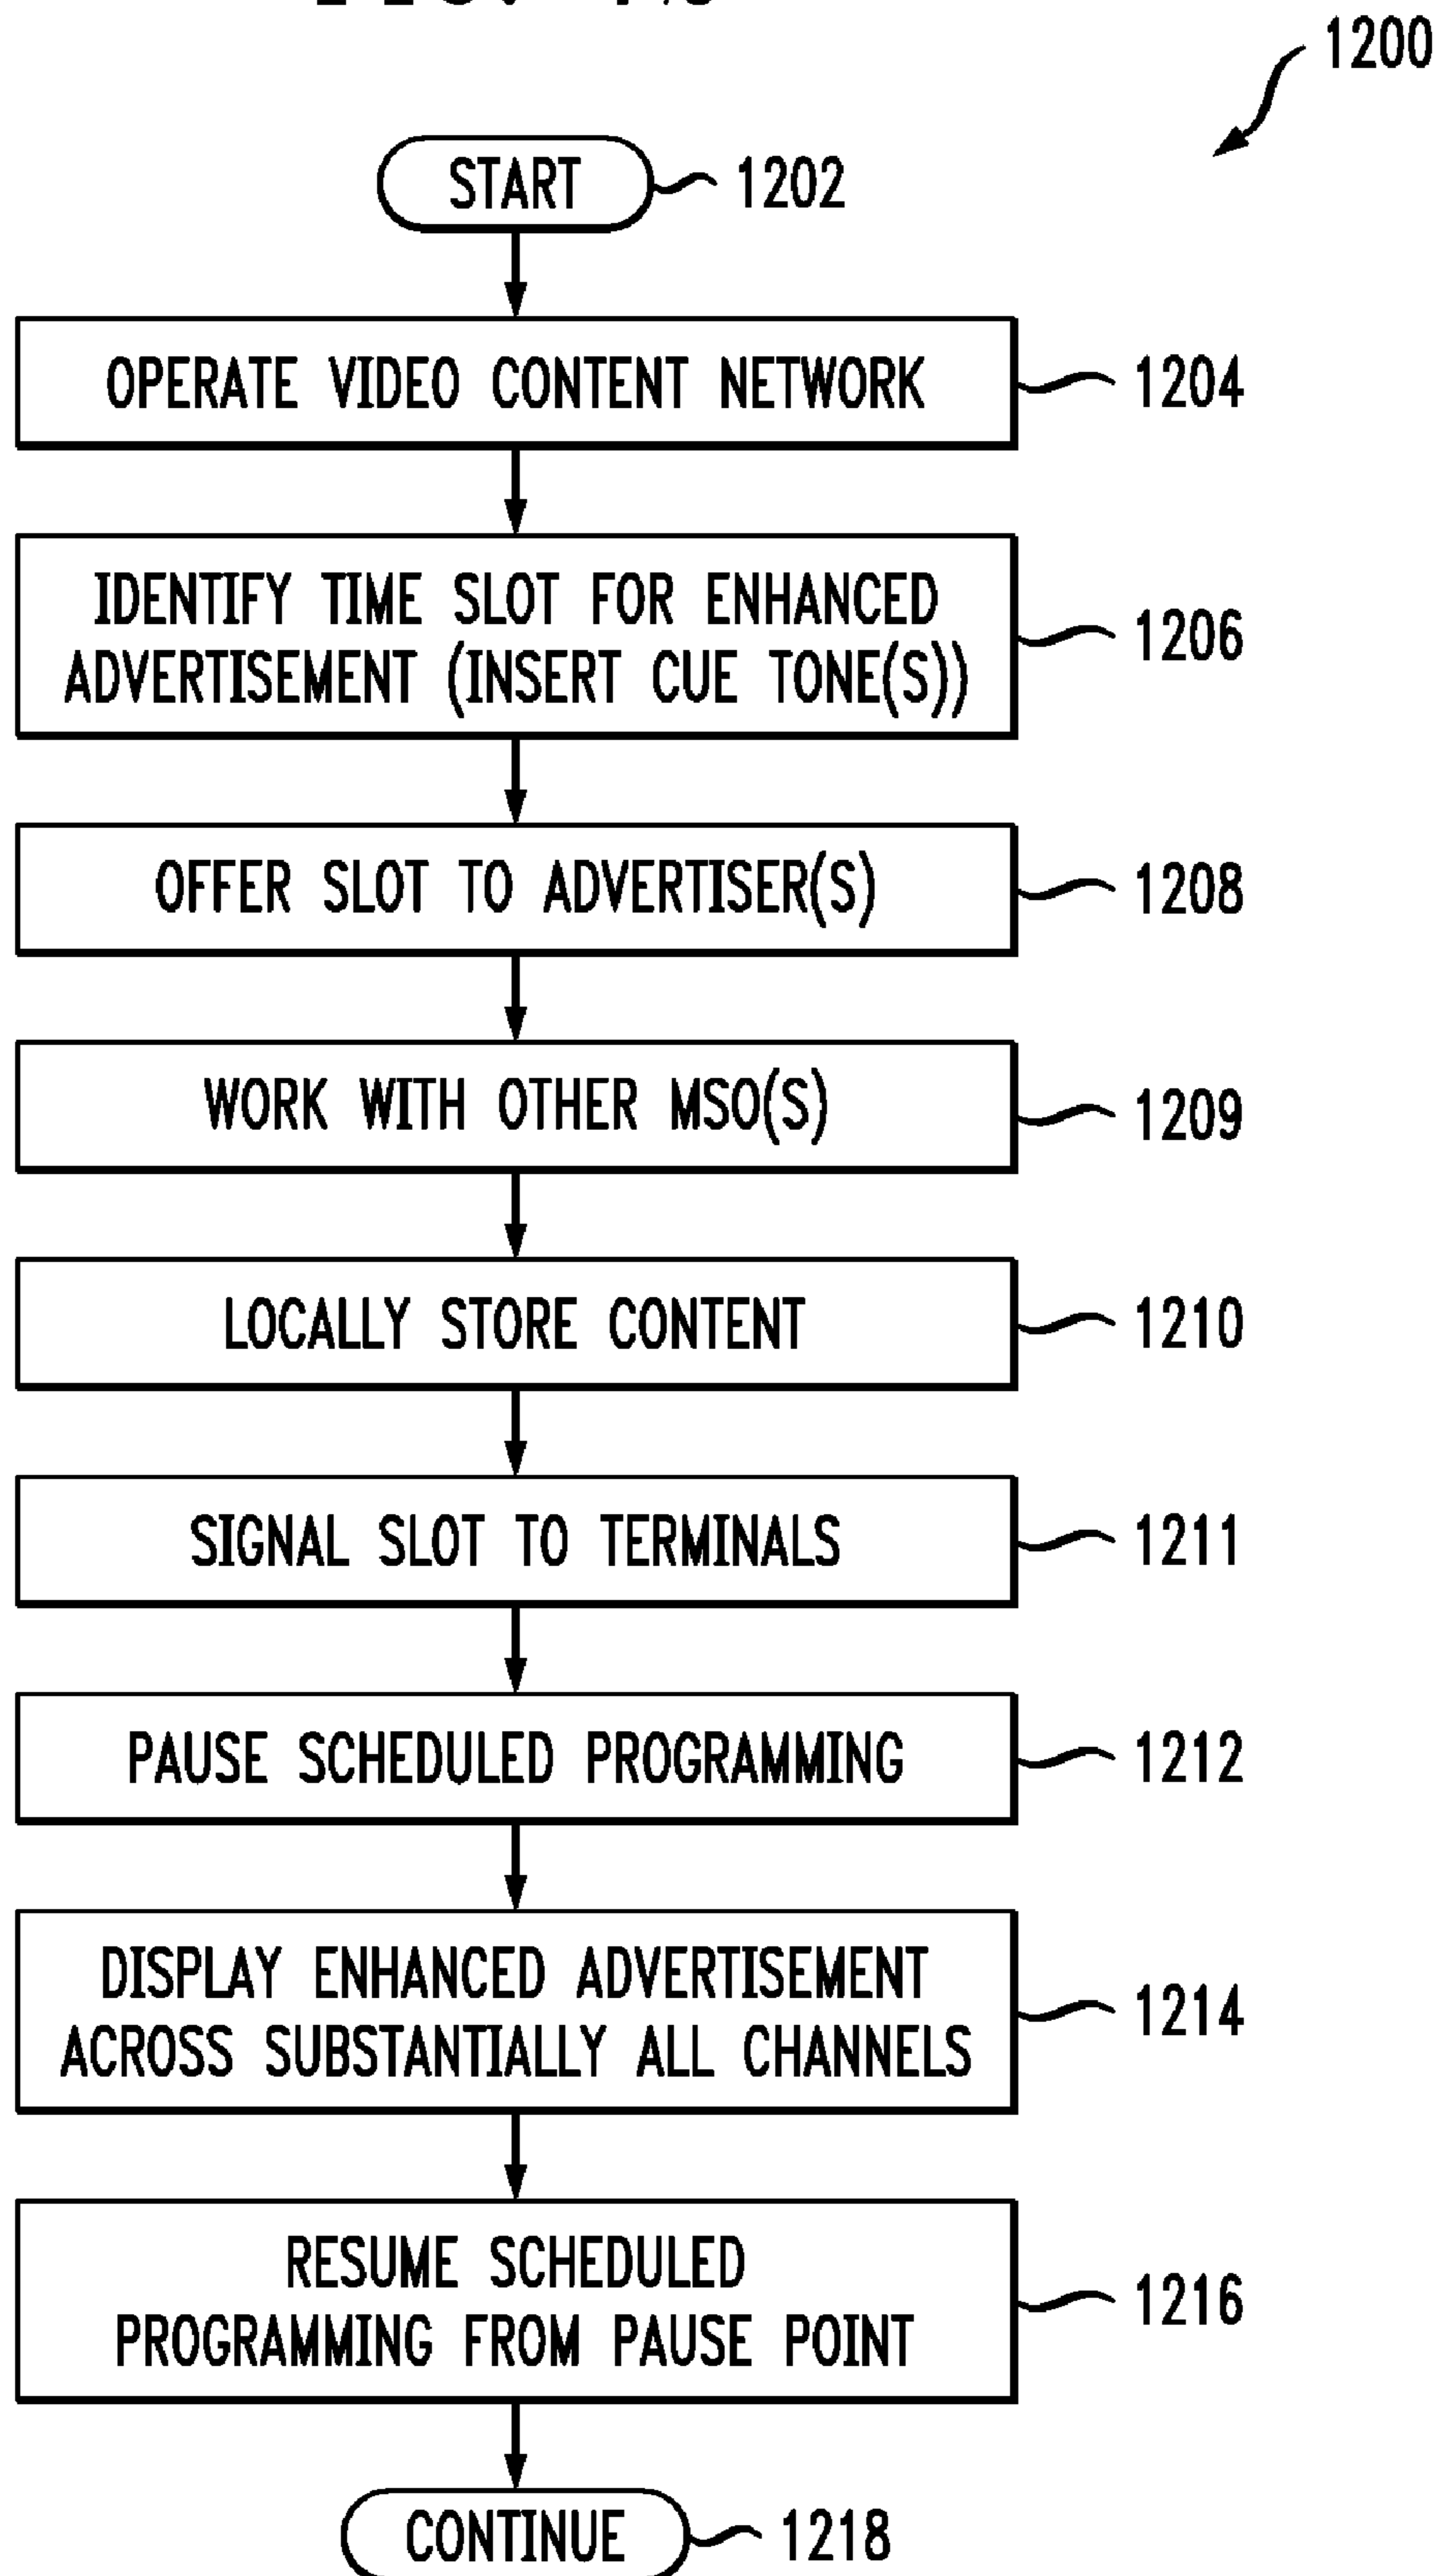 1200
START 1202
OPERATE VIDEO CONTENT NETWORK 1204
IDENTIFY TIME SLOT FOR ENHANCED
ADVERTISEMENT (INSERT CUE TONE(S)) 1206
OFFER SLOT TO ADVERTISER(S) 1208
WORK WITH OTHER MSO(S) 1209
LOCALLY STORE CONTENT 1210
SIGNAL SLOT TO TERMINALS 1211
PAUSE SCHEDULED PROGRAMMING 1212
DISPLAY ENHANCED ADVERTISEMENT
ACROSS SUBSTANTIALLY ALL CHANNELS 1214
RESUME SCHEDULED
PROGRAMMING FROM PAUSE POINT 1216
CONTINUE 1218